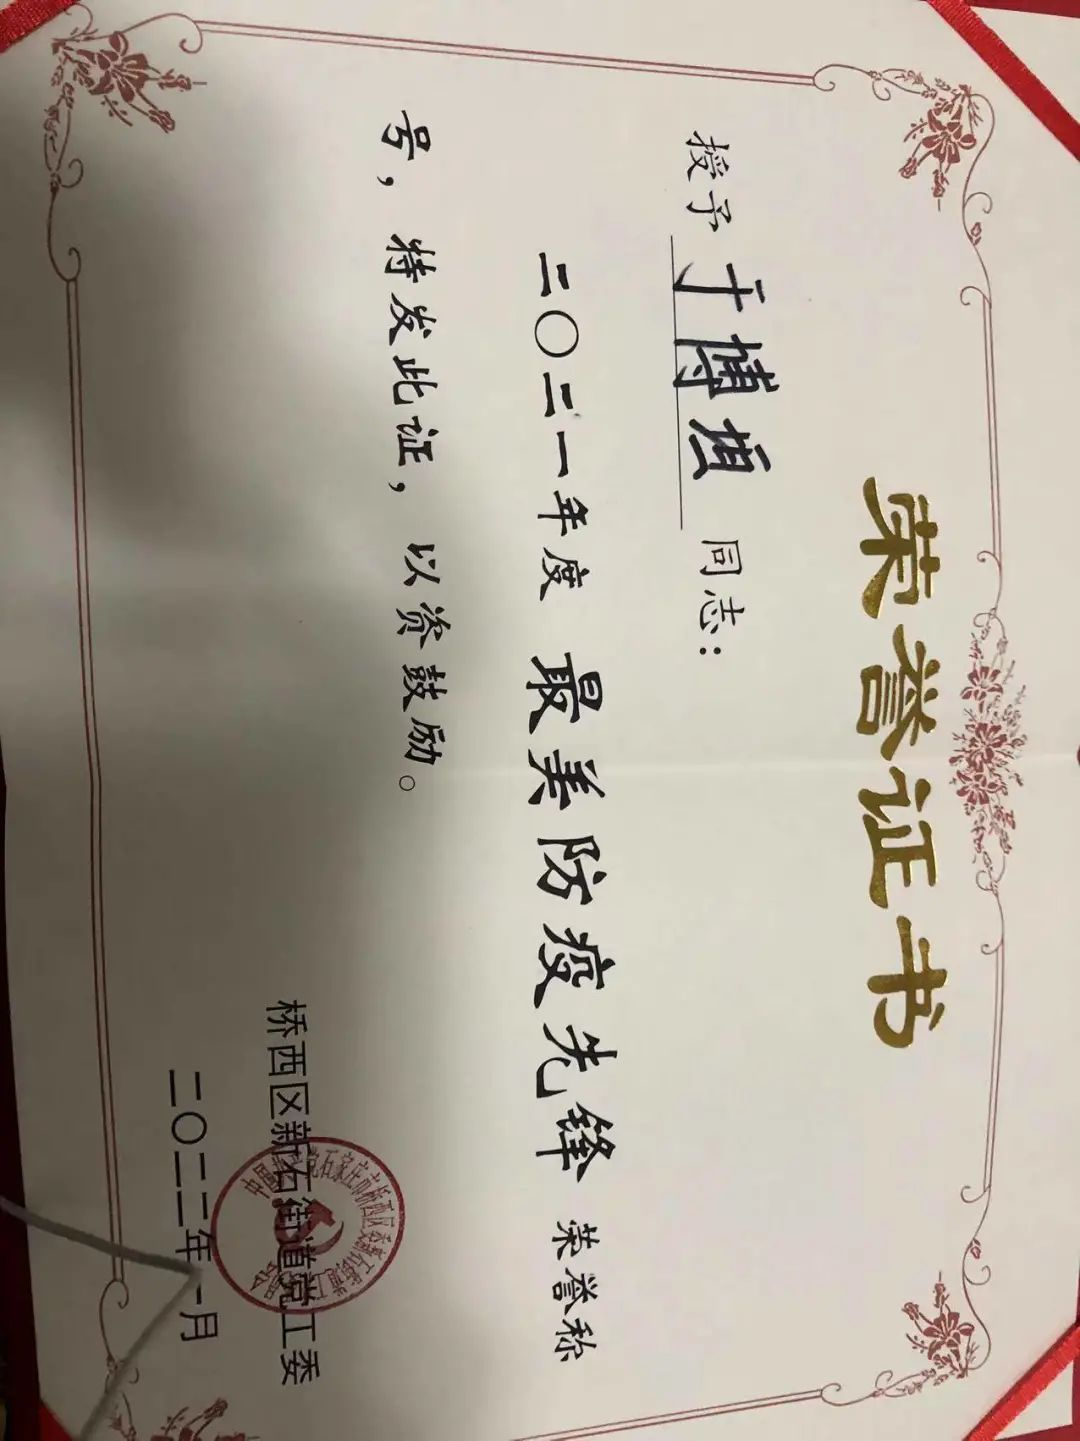 荣誉证书
授予 于博垣 同志：
二〇二一年度 最美防疫先锋 荣誉称
号，特发此证，以资鼓励。
桥西区新石街道党工委
二〇二二年一月